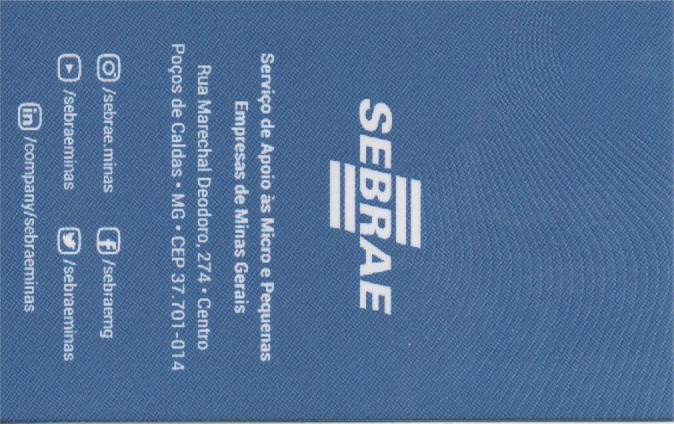 SEBRAE
Serviço de Apoio às Micro e Pequenas
Empresas de Minas Gerais
Rua Marechal Deodoro, 274 • Centro
Poços de Caldas • MG • CEP 37.701-014
/sebrae.minas /sebraemg
/sebraeminas /sebraeminas
/company/sebraeminas